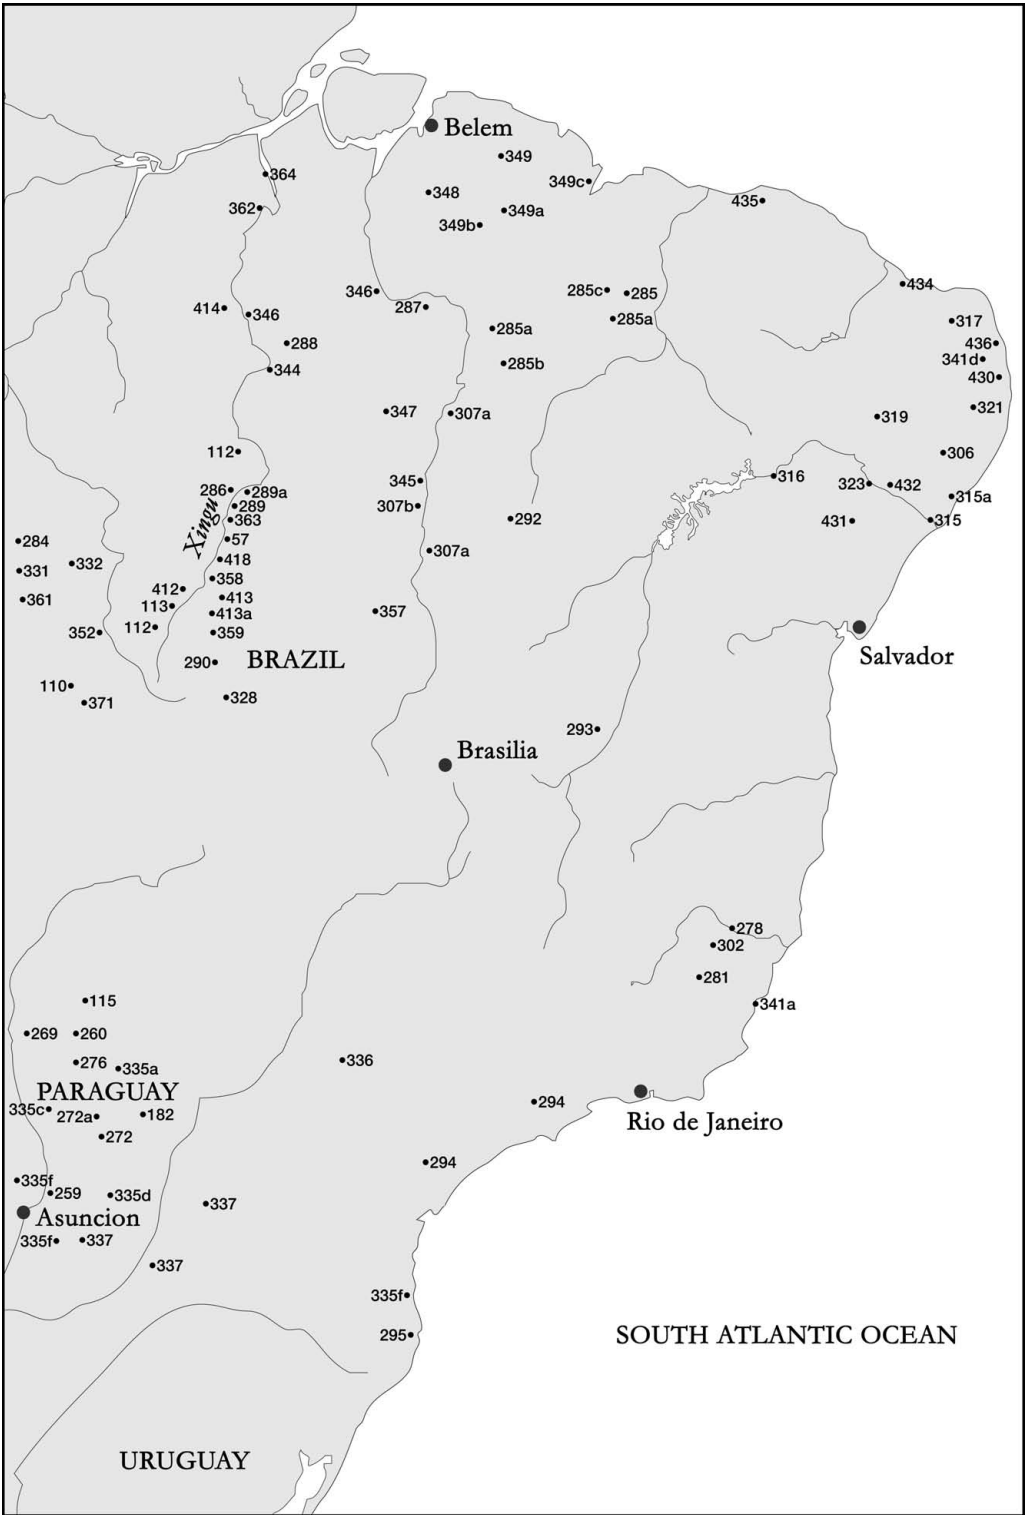 Belem
349
364
349c
348
435
362
349a
349b
346
285c
285
434
414
346
287
285a
317
285a
288
436
341d
285b
344
430
347
307a
321
319
112
306
316
345
323
432
286
289a
315a
289
307b
363
292
431
315
Xingu
57
284
307a
418
332
331
358
412
361
413
113
413a
357
112
352
359
Salvador
290
BRAZIL
110
328
371
293
Brasilia
278
302
281
115
341a
269
260
336
276
335a
PARAGUAY
294
335c
272a
182
Rio de Janeiro
272
294
335f
259
335d
337
Asuncion
335f
337
337
335f
295
SOUTH ATLANTIC OCEAN
URUGUAY